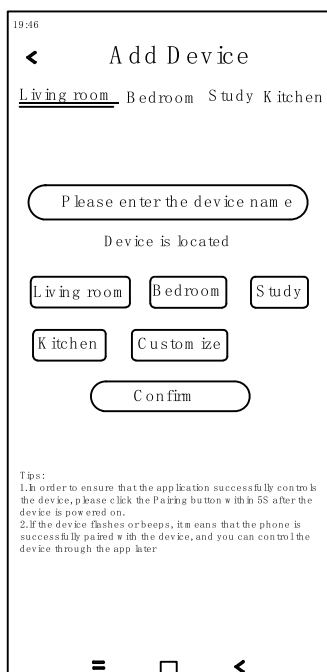 19:46
Add Device
Living room Bedroom Study Kitchen
Please enter the device name
Device is located
Living room Bedroom Study
Kitchen Customize
Confirm
Tips:
1.In order to ensure that the application successfully controls
the device, please click the Pairing button within 5S after the
device is powered on.
2.If the device flashes or beeps, it means that the phone is
successfully paired with the device, and you can control the
device through the app later